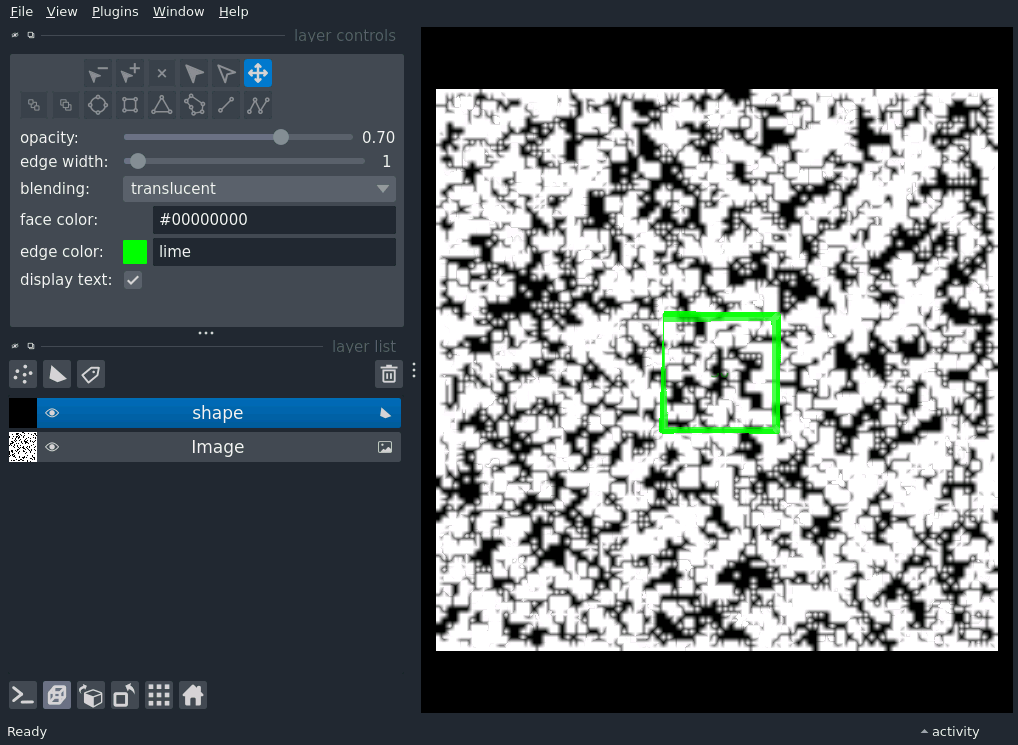 File View Plugins Window Help
layer controls
opacity: 0.70
edge width: 1
blending: translucent
face color: #00000000
edge color: lime
display text:
layer list
shape
Image
Ready activity